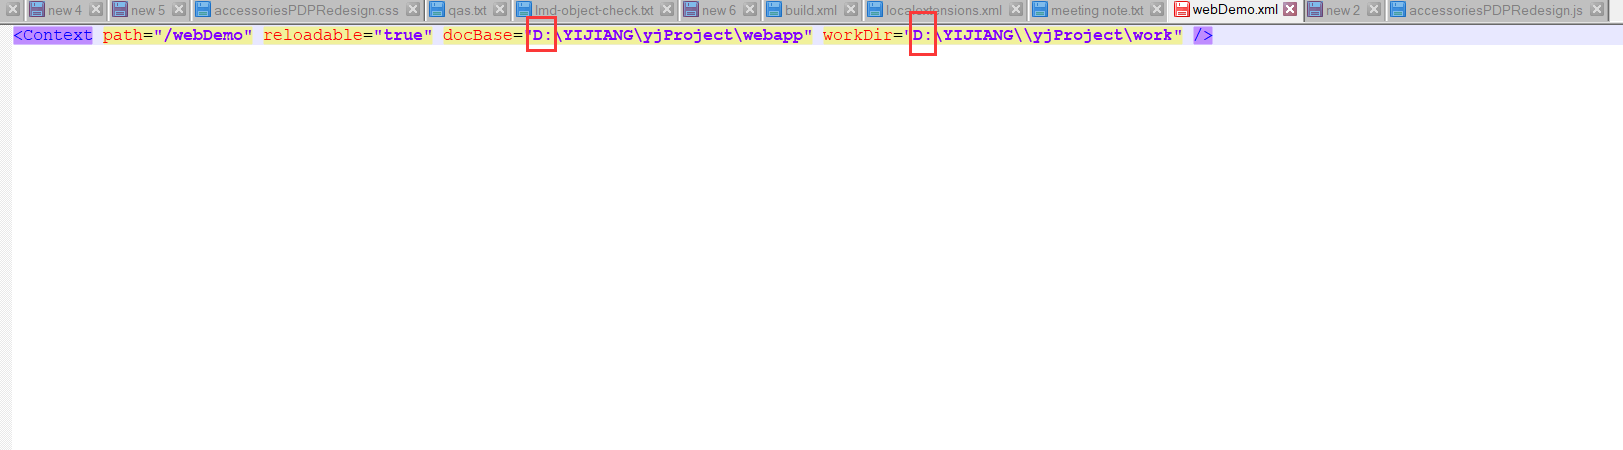 new 4 new 5 accessoriesPDPRedesign.css qas.txt lmd-object-check.txt new 6 build.xml localextensions.xml meeting note.txt webDemo.xml new 2 accessoriesPDPRedesign.js
<Context path="/webDemo" reloadable="true" docBase="D:\YIJIANG\yjProject\webapp" workDir="D:\YIJIANG\\yjProject\work" />